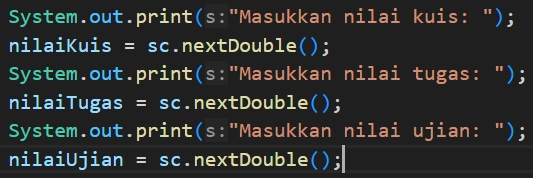 System.out.print(s:"Masukkan nilai kuis: ");
nilaiKuis = sc.nextDouble();
System.out.print(s:"Masukkan nilai tugas: ");
nilaiTugas = sc.nextDouble();
System.out.print(s:"Masukkan nilai ujian: ");
nilaiUjian = sc.nextDouble();